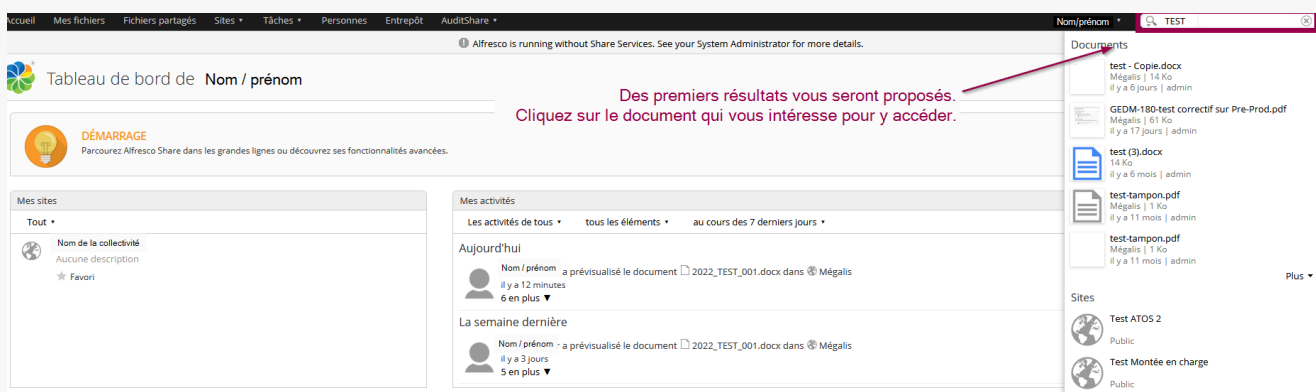 Accueil Mes fichiers Fichiers partagés Sites Tâches Personnes Entrepôt AuditShare Nom/prénom TEST
Alfresco is running without Share Services. See your System Administrator for more details.
Tableau de bord de Nom / prénom
Des premiers résultats vous seront proposés.
Cliquez sur le document qui vous intéresse pour y accéder.
DÉMARRAGE
Parcourez Alfresco Share dans les grandes lignes ou découvrez ses fonctionnalités avancées.
Mes sites
Tout
Nom de la collectivité
Aucune description
Favori
Mes activités
Les activités de tous tous les éléments au cours des 7 derniers jours
Aujourd'hui
Nom / prénom a prévisualisé le document 2022_TEST_001.docx dans Mégalis
il y a 12 minutes
6 en plus ▼
La semaine dernière
Nom / prénom a prévisualisé le document 2022_TEST_001.docx dans Mégalis
il y a 3 jours
5 en plus ▼
Documents
test - Copie.docx
Mégalis | 14 Ko
il y a 6 jours | admin
GEDM-180-test correctif sur Pre-Prod.pdf
Mégalis | 61 Ko
il y a 17 jours | admin
test (3).docx
14 Ko
il y a 6 mois | admin
test-tampon.pdf
Mégalis | 1 Ko
il y a 11 mois | admin
test-tampon.pdf
Mégalis | 1 Ko
il y a 11 mois | admin
Plus
Sites
Test ATOS 2
Public
Test Montée en charge
Public